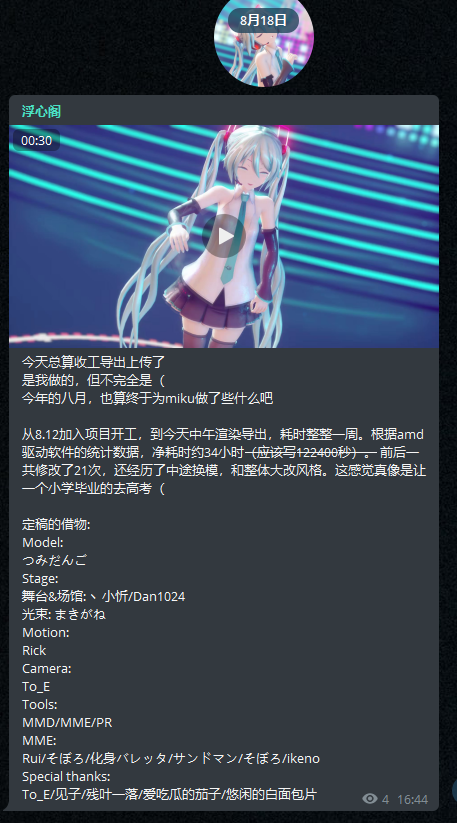 8月18日
浮心阁
00:30
今天总算收工导出上传了
是我做的，但不完全是（
今年的八月，也算终于为miku做了些什么吧
从8.12加入项目开工，到今天中午渲染导出，耗时整整一周。根据amd
驱动软件的统计数据，净耗时约34小时（应该写122400秒）。 前后一
共修改了21次，还经历了中途换模，和整体大改风格。这感觉真像是让
一个小学毕业的去高考（
定稿的借物:
Model:
つみだんご
Stage:
舞台&场馆:丶小忻/Dan1024
光束: まきがね
Motion:
Rick
Camera:
To_E
Tools:
MMD/MME/PR
MME:
Rui/そぼろ/化身バレッタ/サンドマン/そぼろ/ikeno
Special thanks:
To_E/见子/残叶一落/爱吃瓜的茄子/悠闲的白面包片
4 16:44